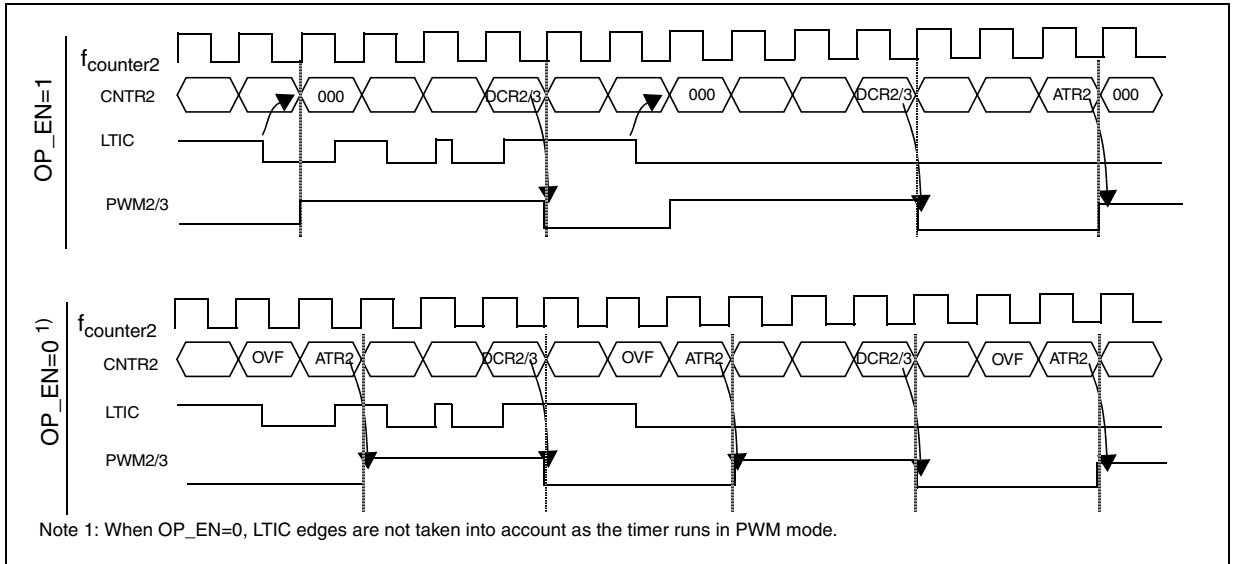 OP_EN=1
fcounter2
CNTR2 000 DCR2/3 000 DCR2/3 ATR2 000
LTIC
PWM2/3
OP_EN=0 1)
fcounter2
CNTR2 OVF ATR2 DCR2/3 OVF ATR2 DCR2/3 OVF ATR2
LTIC
PWM2/3
Note 1: When OP_EN=0, LTIC edges are not taken into account as the timer runs in PWM mode.